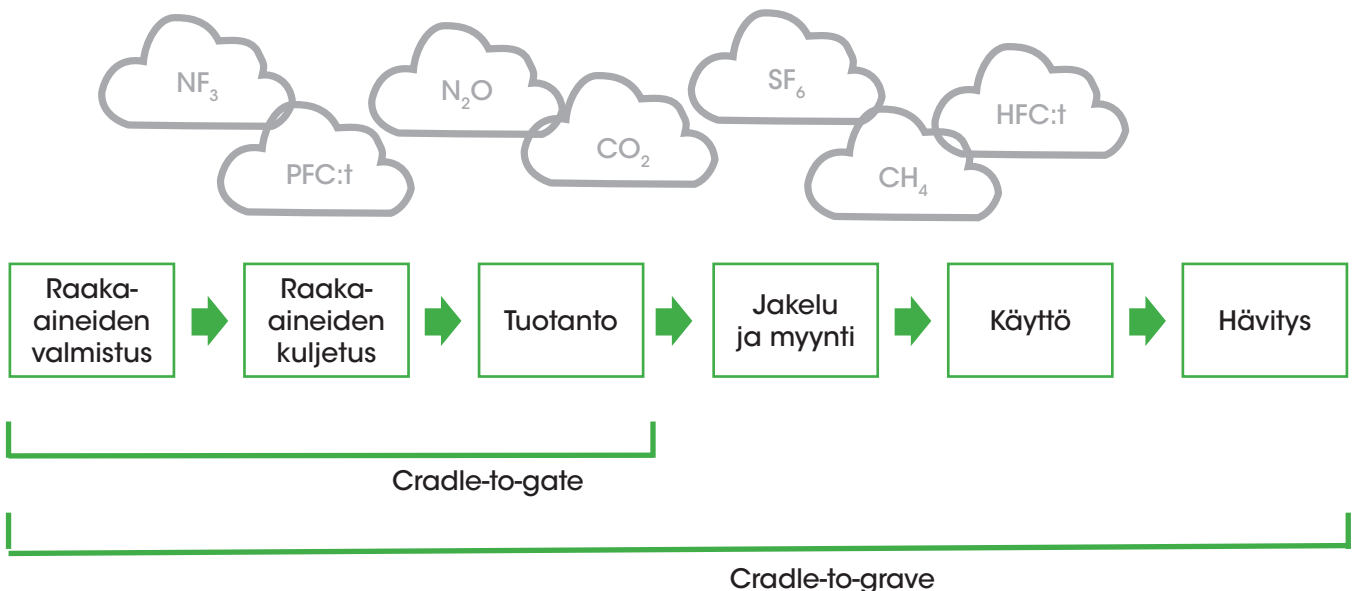 NF₃
PFC:t
N₂O
CO₂
SF₆
CH₄
HFC:t
Raaka-
aineiden
valmistus
Raaka-
aineiden
kuljetus
Tuotanto
Jakelu
ja myynti
Käyttö
Hävitys
Cradle-to-gate
Cradle-to-grave